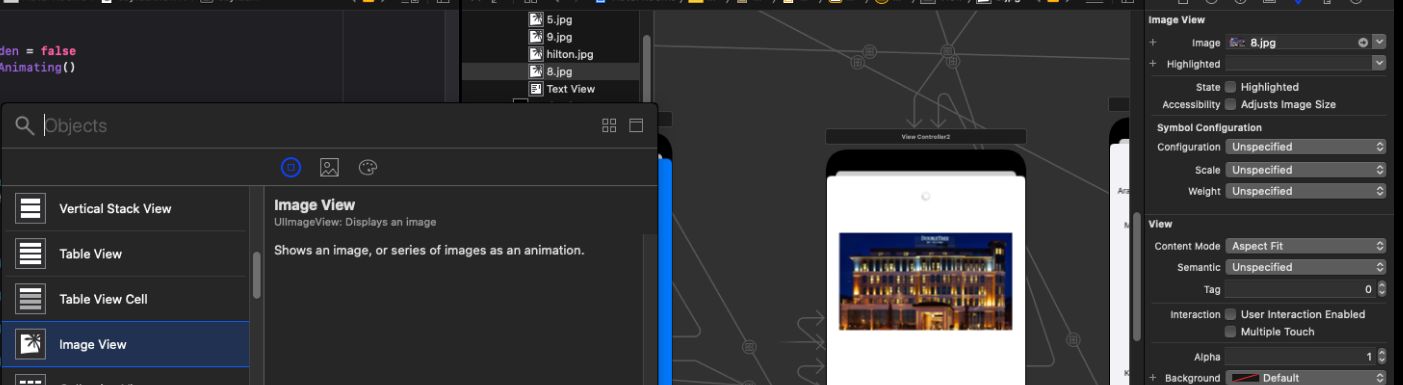 den = false
Animating()
5.jpg
9.jpg
hilton.jpg
8.jpg
Text View
Objects
Vertical Stack View
Table View
Table View Cell
Image View
Image View
UIImageView: Displays an image
Shows an image, or series of images as an animation.
View Controller2
DOUBLETREE
Ara
M
K
Image View
Image 8.jpg
Highlighted
State Highlighted
Accessibility Adjusts Image Size
Symbol Configuration
Configuration Unspecified
Scale Unspecified
Weight Unspecified
View
Content Mode Aspect Fit
Semantic Unspecified
Tag 0
Interaction User Interaction Enabled
Multiple Touch
Alpha 1
Background Default